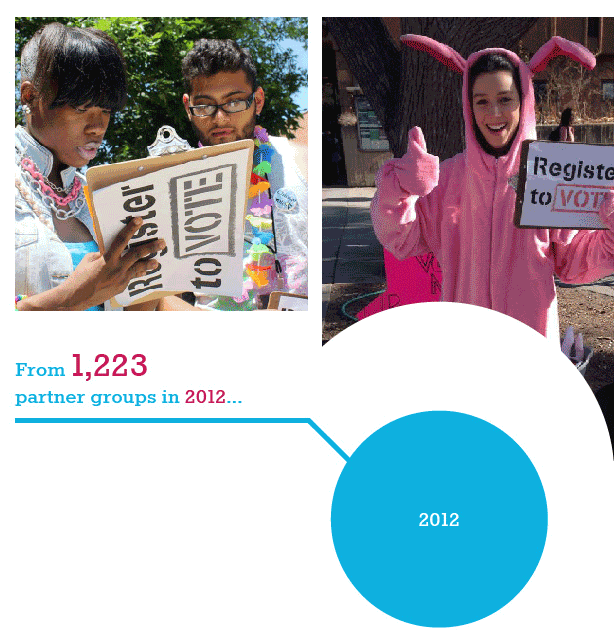 Register
to VOTE
Registe
to VOT
From 1,223
partner groups in 2012...
2012